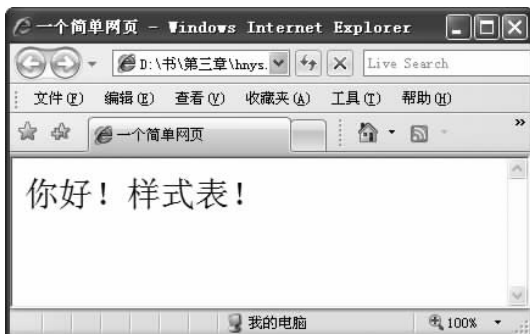 一个简单网页 - Windows Internet Explorer
D:\书\第三章\hnys. Live Search
文件(F) 编辑(E) 查看(V) 收藏夹(A) 工具(T) 帮助(H)
一个简单网页
你好！样式表！
我的电脑 100%